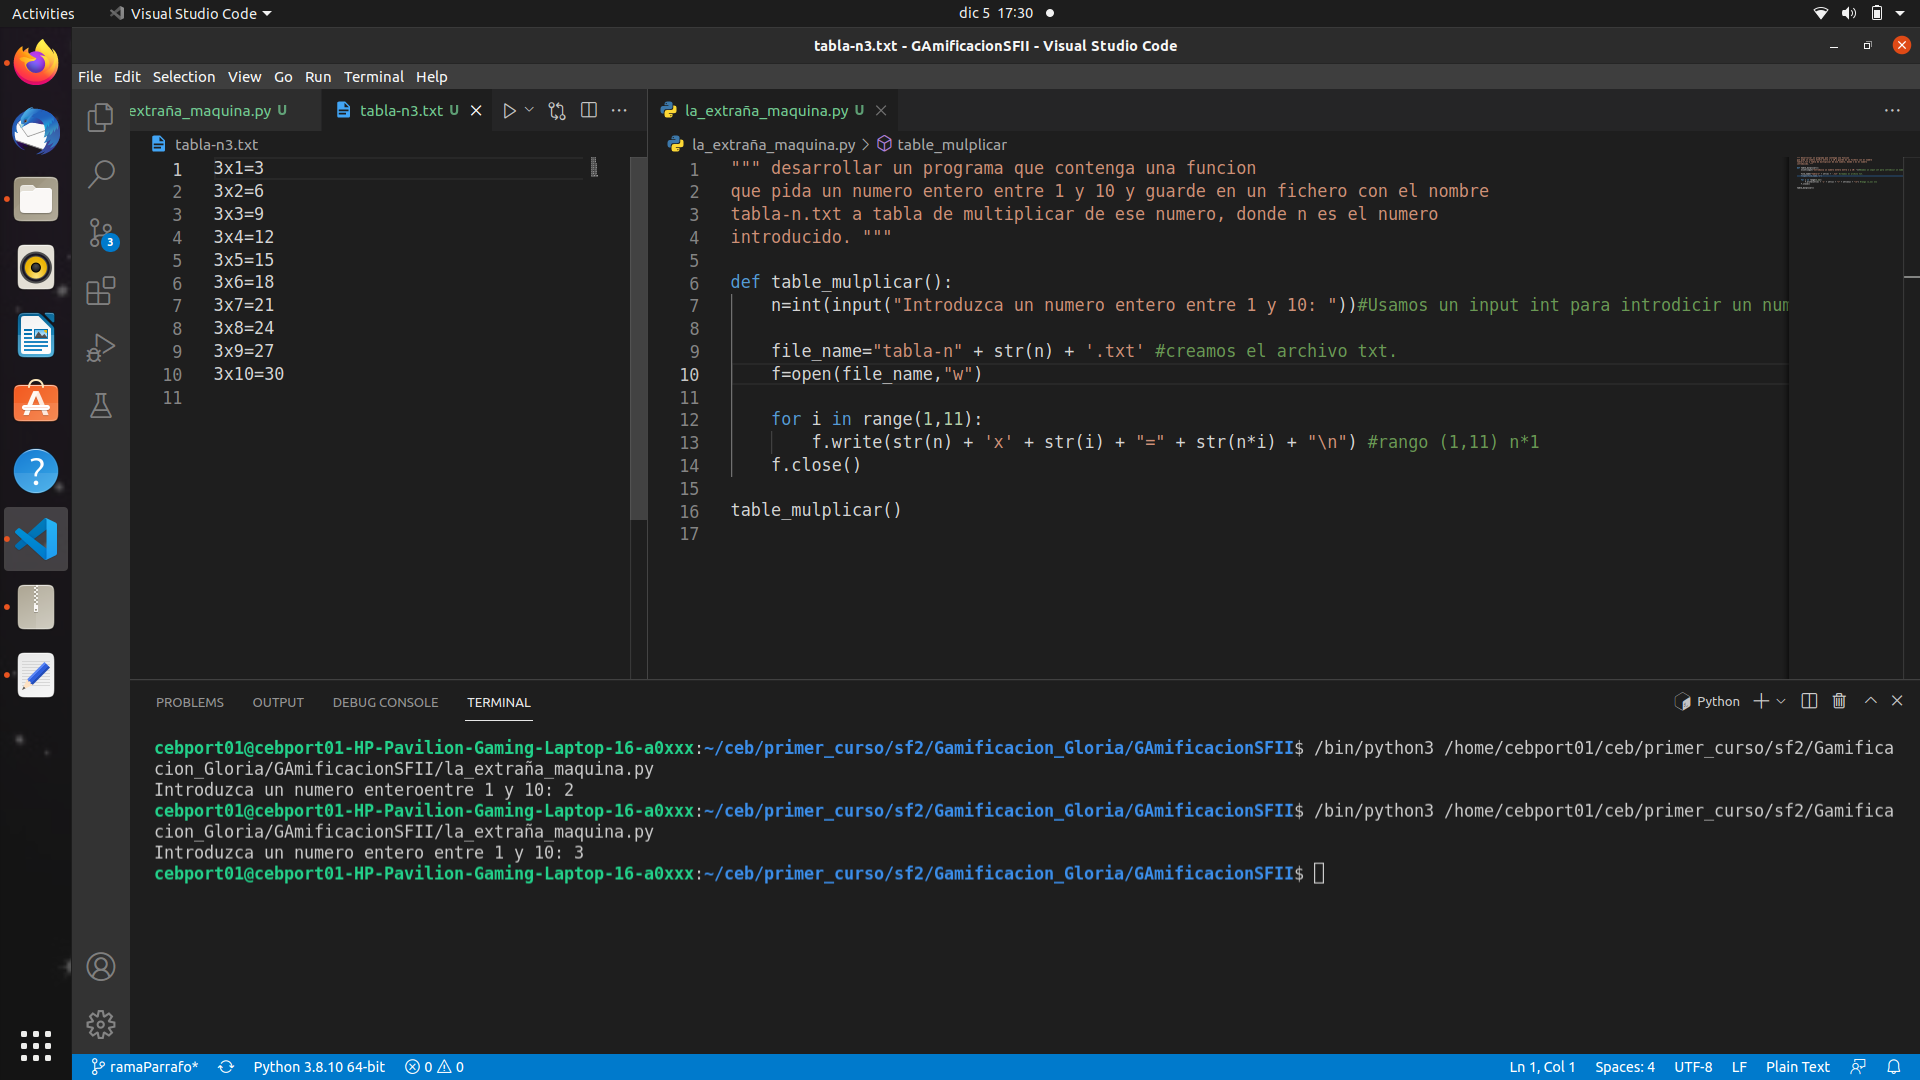 Activities
Visual Studio Code
dic 5 17:30
tabla-n3.txt - GAmificacionSFII - Visual Studio Code
File Edit Selection View Go Run Terminal Help
extraña_maquina.py U
tabla-n3.txt U
la_extraña_maquina.py U
tabla-n3.txt
la_extraña_maquina.py > table_mulplicar
1 3x1=3
2 3x2=6
3 3x3=9
4 3x4=12
5 3x5=15
6 3x6=18
7 3x7=21
8 3x8=24
9 3x9=27
10 3x10=30
11
1 """ desarrollar un programa que contenga una funcion
2 que pida un numero entero entre 1 y 10 y guarde en un fichero con el nombre
3 tabla-n.txt a tabla de multiplicar de ese numero, donde n es el numero
4 introducido. """
5
6 def table_mulplicar():
7 n=int(input("Introduzca un numero entero entre 1 y 10: "))#Usamos un input int para introdicir un num
8
9 file_name="tabla-n" + str(n) + '.txt' #creamos el archivo txt.
10 f=open(file_name,"w")
11
12 for i in range(1,11):
13 f.write(str(n) + 'x' + str(i) + "=" + str(n*i) + "\n") #rango (1,11) n*1
14 f.close()
15
16 table_mulplicar()
17
3
PROBLEMS OUTPUT DEBUG CONSOLE TERMINAL
Python
cebport01@cebport01-HP-Pavilion-Gaming-Laptop-16-a0xxx:~/ceb/primer_curso/sf2/Gamificacion_Gloria/GAmificacionSFII$ /bin/python3 /home/cebport01/ceb/primer_curso/sf2/Gamifica
cion_Gloria/GAmificacionSFII/la_extraña_maquina.py
Introduzca un numero enteroentre 1 y 10: 2
cebport01@cebport01-HP-Pavilion-Gaming-Laptop-16-a0xxx:~/ceb/primer_curso/sf2/Gamificacion_Gloria/GAmificacionSFII$ /bin/python3 /home/cebport01/ceb/primer_curso/sf2/Gamifica
cion_Gloria/GAmificacionSFII/la_extraña_maquina.py
Introduzca un numero entero entre 1 y 10: 3
cebport01@cebport01-HP-Pavilion-Gaming-Laptop-16-a0xxx:~/ceb/primer_curso/sf2/Gamificacion_Gloria/GAmificacionSFII$
ramaParrafo* Python 3.8.10 64-bit 0 0
Ln 1, Col 1 Spaces: 4 UTF-8 LF Plain Text